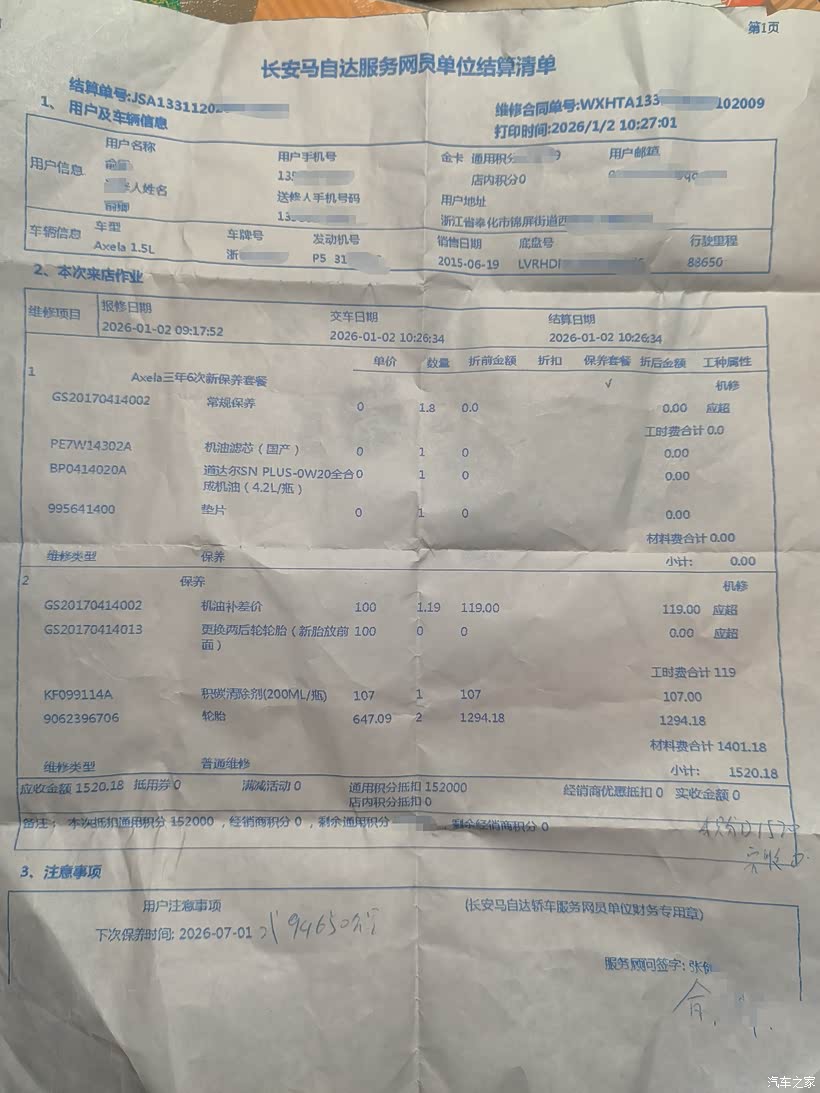 第1页
长安马自达服务网员单位结算清单
结算单号:JSA1331120
维修合同单号:WXHTA133 102009
1、用户及车辆信息
打印时间:2026/1/2 10:27:01
用户信息 用户名称 用户手机号 金卡 通用积分 9 用户邮箱
俞 135 店内积分0 qq
修人姓名 送修人手机号码 用户地址
13 浙江省奉化市锦屏街道西
车辆信息 车型 车牌号 发动机号 销售日期 底盘号 行驶里程
Axela 1.5L 浙 P5 31 2015-06-19 LVRHDI 88650
2、本次来店作业
维修项目 报修日期 交车日期 结算日期
2026-01-02 09:17:52 2026-01-02 10:26:34 2026-01-02 10:26:34
单价 数量 折前金额 折扣 保养套餐 折后金额 工种属性
1 Axela三年6次新保养套餐 √ 机修
GS20170414002 常规保养 0 1.8 0.0 0.00 应超
工时费合计 0.0
PE7W14302A 机油滤芯（国产） 0 1 0 0.00
BP0414020A 道达尔SN PLUS-0W20全合 0 1 0 0.00
成机油（4.2L/瓶）
995641400 垫片 0 1 0 0.00
材料费合计 0.00
维修类型 保养 小计: 0.00
2 保养 机修
GS20170414002 机油补差价 100 1.19 119.00 119.00 应超
GS20170414013 更换两后轮轮胎（新胎放前 100 0 0 0.00 应超
面）
工时费合计 119
KF099114A 积碳清除剂(200ML/瓶) 107 1 107 107.00
9062396706 轮胎 647.09 2 1294.18 1294.18
材料费合计 1401.18
维修类型 普通维修 小计: 1520.18
应收金额 1520.18 抵用券 0 满减活动 0 通用积分抵扣 152000 经销商优惠抵扣 0 实收金额 0
店内积分抵扣 0
备注: 本次抵扣通用积分 152000 , 经销商积分 0 , 剩余通用积分 , 剩余经销商积分 0
3、注意事项
用户注意事项 (长安马自达轿车服务网员单位财务专用章)
下次保养时间: 2026-07-01 94650公里
服务顾问签字: 张
俞
汽车之家